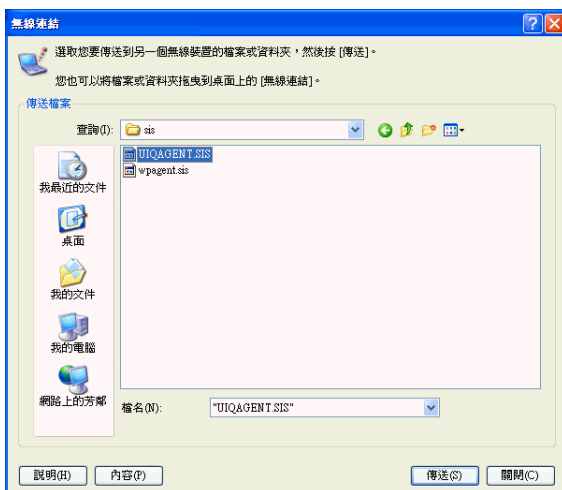 無線連結
選取您要傳送到另一個無線裝置的檔案或資料夾，然後按 [傳送]。
您也可以將檔案或資料夾拖曳到桌面上的 [無線連結]。
傳送檔案
查詢(I):
sis
UIQAGENT.SIS
wpagent.sis
我最近的文件
桌面
我的文件
我的電腦
網路上的芳鄰
檔名(N):
"UIQAGENT.SIS"
說明(H)
內容(P)
傳送(S)
關閉(C)